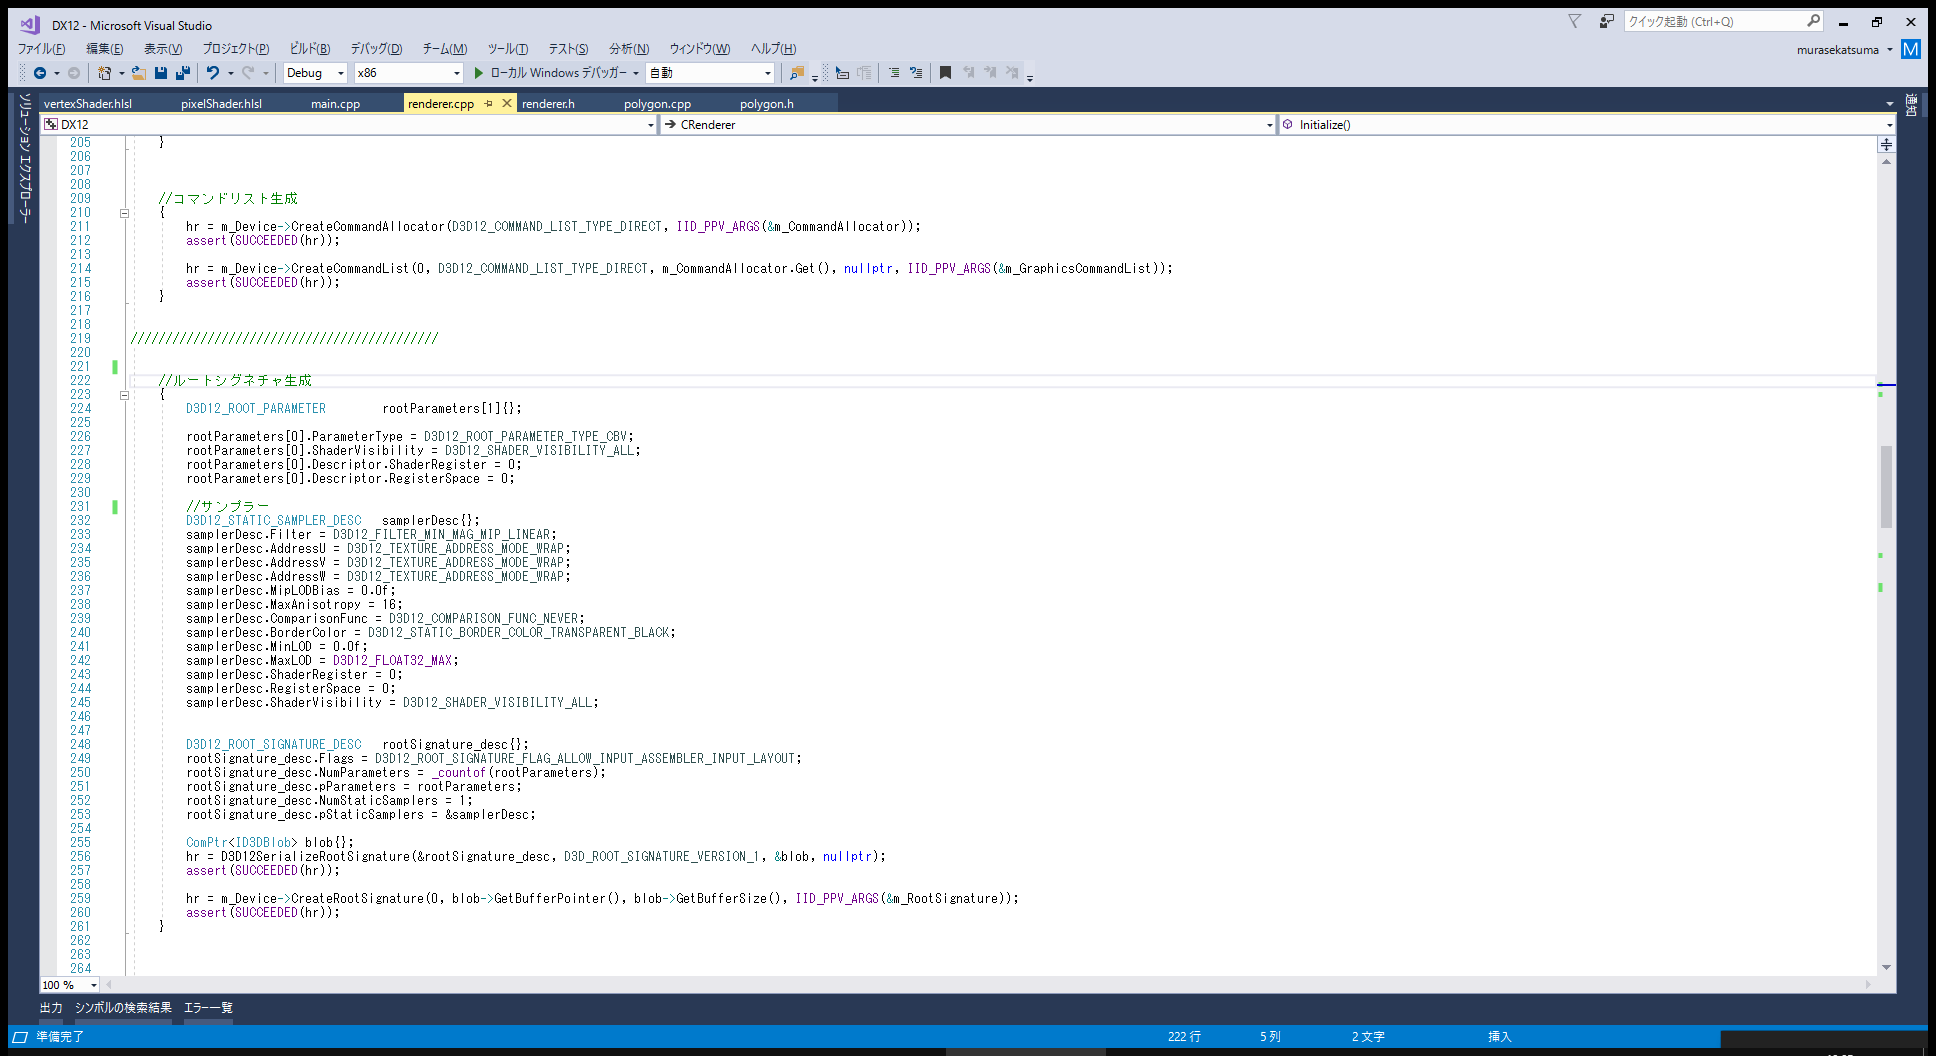 DX12 - Microsoft Visual Studio
クイック起動 (Ctrl+Q)
ファイル(F) 編集(E) 表示(V) プロジェクト(P) ビルド(B) デバッグ(D) チーム(M) ツール(T) テスト(S) 分析(N) ウィンドウ(W) ヘルプ(H)
murasekatsuma M
Debug x86 ローカル Windows デバッガー 自動
ソリューション エクスプローラー
通知
vertexShader.hlsl pixelShader.hlsl main.cpp renderer.cpp renderer.h polygon.cpp polygon.h
DX12 CRenderer Initialize()
205 }
206
207
208
209 //コマンドリスト生成
210 {
211 hr = m_Device->CreateCommandAllocator(D3D12_COMMAND_LIST_TYPE_DIRECT, IID_PPV_ARGS(&m_CommandAllocator));
212 assert(SUCCEEDED(hr));
213
214 hr = m_Device->CreateCommandList(0, D3D12_COMMAND_LIST_TYPE_DIRECT, m_CommandAllocator.Get(), nullptr, IID_PPV_ARGS(&m_GraphicsCommandList));
215 assert(SUCCEEDED(hr));
216 }
217
218
219 ////////////////////////////////////////////
220
221
222 //ルートシグネチャ生成
223 {
224 D3D12_ROOT_PARAMETER rootParameters[1]{};
225
226 rootParameters[0].ParameterType = D3D12_ROOT_PARAMETER_TYPE_CBV;
227 rootParameters[0].ShaderVisibility = D3D12_SHADER_VISIBILITY_ALL;
228 rootParameters[0].Descriptor.ShaderRegister = 0;
229 rootParameters[0].Descriptor.RegisterSpace = 0;
230
231 //サンプラー
232 D3D12_STATIC_SAMPLER_DESC samplerDesc{};
233 samplerDesc.Filter = D3D12_FILTER_MIN_MAG_MIP_LINEAR;
234 samplerDesc.AddressU = D3D12_TEXTURE_ADDRESS_MODE_WRAP;
235 samplerDesc.AddressV = D3D12_TEXTURE_ADDRESS_MODE_WRAP;
236 samplerDesc.AddressW = D3D12_TEXTURE_ADDRESS_MODE_WRAP;
237 samplerDesc.MipLODBias = 0.0f;
238 samplerDesc.MaxAnisotropy = 16;
239 samplerDesc.ComparisonFunc = D3D12_COMPARISON_FUNC_NEVER;
240 samplerDesc.BorderColor = D3D12_STATIC_BORDER_COLOR_TRANSPARENT_BLACK;
241 samplerDesc.MinLOD = 0.0f;
242 samplerDesc.MaxLOD = D3D12_FLOAT32_MAX;
243 samplerDesc.ShaderRegister = 0;
244 samplerDesc.RegisterSpace = 0;
245 samplerDesc.ShaderVisibility = D3D12_SHADER_VISIBILITY_ALL;
246
247
248 D3D12_ROOT_SIGNATURE_DESC rootSignature_desc{};
249 rootSignature_desc.Flags = D3D12_ROOT_SIGNATURE_FLAG_ALLOW_INPUT_ASSEMBLER_INPUT_LAYOUT;
250 rootSignature_desc.NumParameters = _countof(rootParameters);
251 rootSignature_desc.pParameters = rootParameters;
252 rootSignature_desc.NumStaticSamplers = 1;
253 rootSignature_desc.pStaticSamplers = &samplerDesc;
254
255 ComPtr<ID3DBlob> blob{};
256 hr = D3D12SerializeRootSignature(&rootSignature_desc, D3D_ROOT_SIGNATURE_VERSION_1, &blob, nullptr);
257 assert(SUCCEEDED(hr));
258
259 hr = m_Device->CreateRootSignature(0, blob->GetBufferPointer(), blob->GetBufferSize(), IID_PPV_ARGS(&m_RootSignature));
260 assert(SUCCEEDED(hr));
261 }
262
263
264
100 %
出力 シンボルの検索結果 エラー一覧
準備完了 222 行 5 列 2 文字 挿入